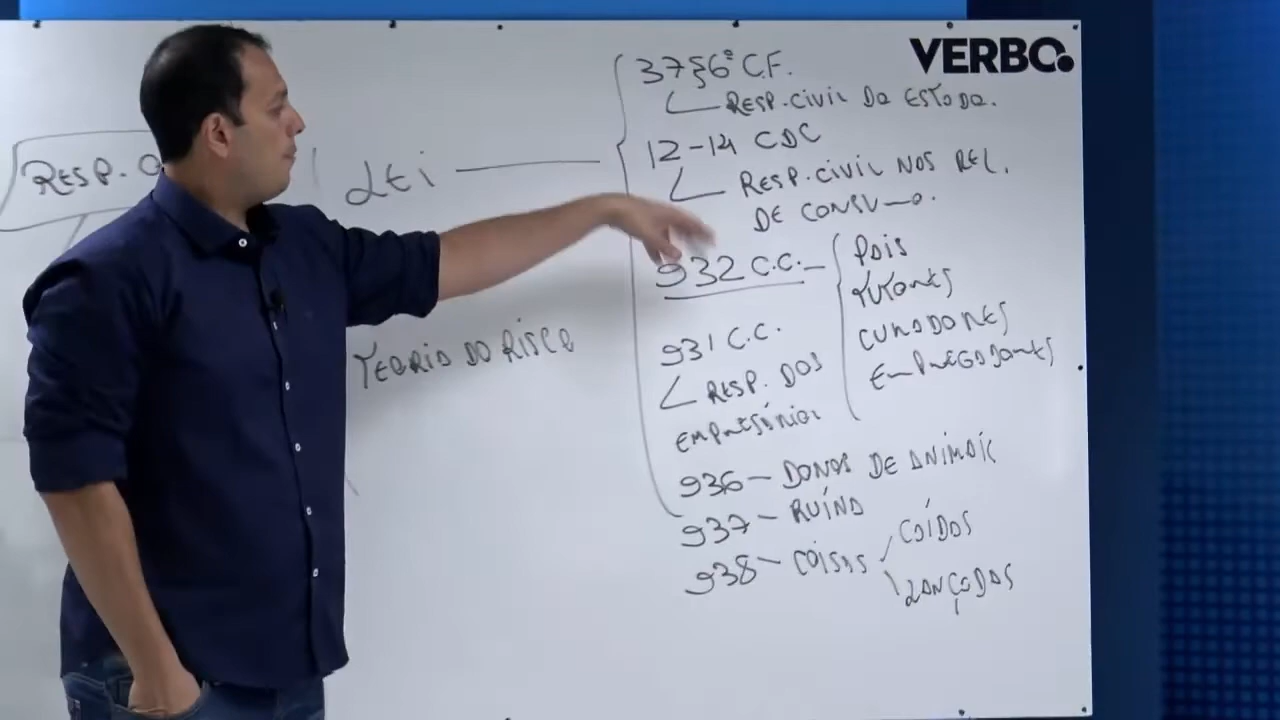 VERBO.
RESP. O
LEi
TEORIA DO RISCO
37 § 6º C.F.
RESP. CIVIL DO ESTADO.
12-14 CDC
RESP. CIVIL NAS REL.
DE CONSUMO.
932 C.C.
PAIS
TUTORES
CURADORES
EMPREGADORES
931 C.C.
RESP. DOS
EMPRESÁRIOS
936 - DONOS DE ANIMAIS
937 - RUÍNA
938 - COISAS
CAÍDAS
LANÇADAS